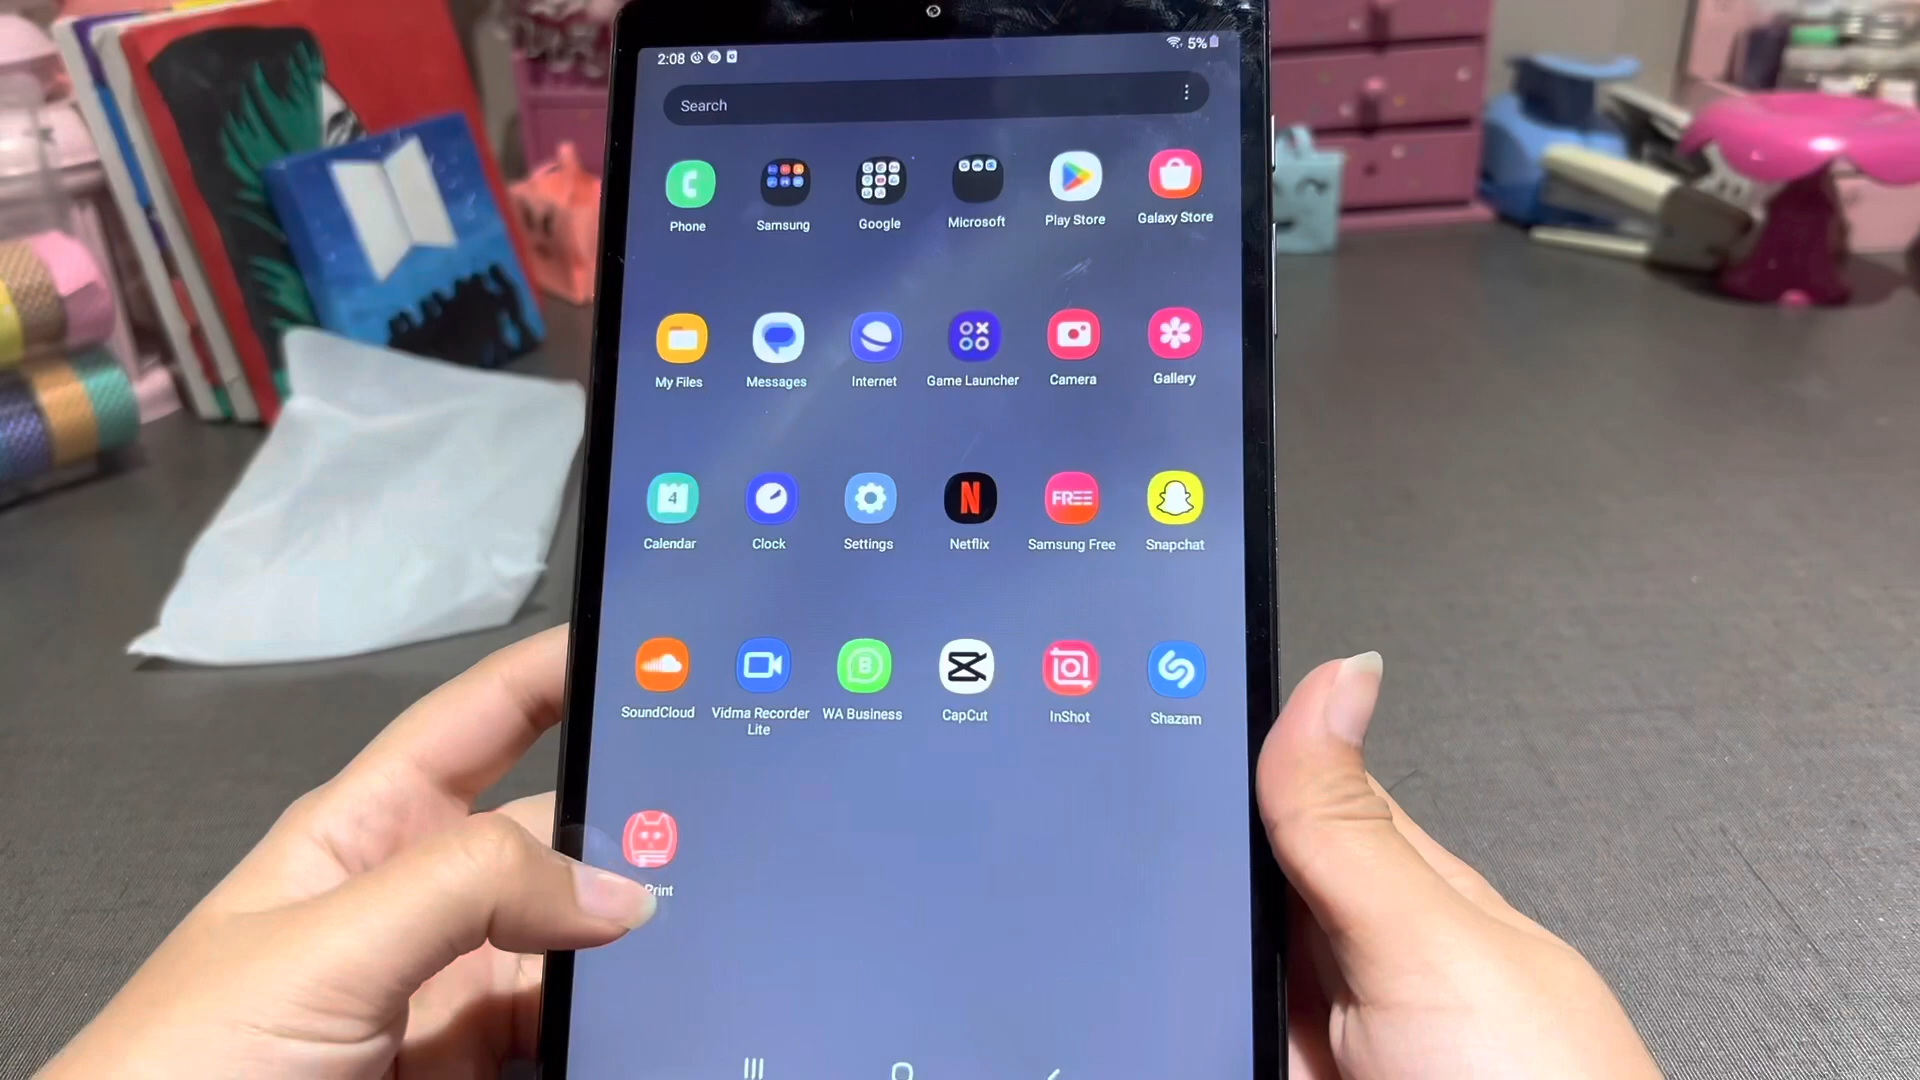 2:08 5%
Search
Phone Samsung Google Microsoft Play Store Galaxy Store
My Files Messages Internet Game Launcher Camera Gallery
4 FREE
Calendar Clock Settings Netflix Samsung Free Snapchat
B
SoundCloud Vidma Recorder WA Business CapCut InShot Shazam
Lite
Print